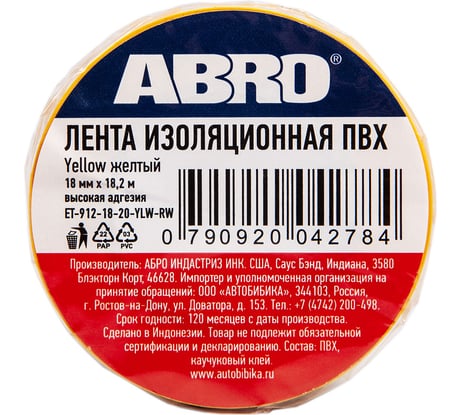 ABRO®
ЛЕНТА ИЗОЛЯЦИОННАЯ ПВХ
Yellow желтый
18 мм x 18,2 м
высокая адгезия
ET-912-18-20-YLW-RW
22
PAP
03
PVC
0 790920 042784
Производитель: АБРО ИНДАСТРИЗ ИНК. США, Саус Бэнд, Индиана, 3580
Блэкторн Корт, 46628. Импортер и уполномоченная организация на
принятие обращений: ООО «АВТОБИБИКА», 344103, Россия,
г. Ростов-на-Дону, ул. Доватора, д. 153. Тел.: +7 (4742) 200-498.
Срок годности: 120 месяцев с даты производства.
Сделано в Индонезии. Товар не подлежит обязательной
сертификации и декларированию. Состав: ПВХ,
каучуковый клей.
www.autobibika.ru